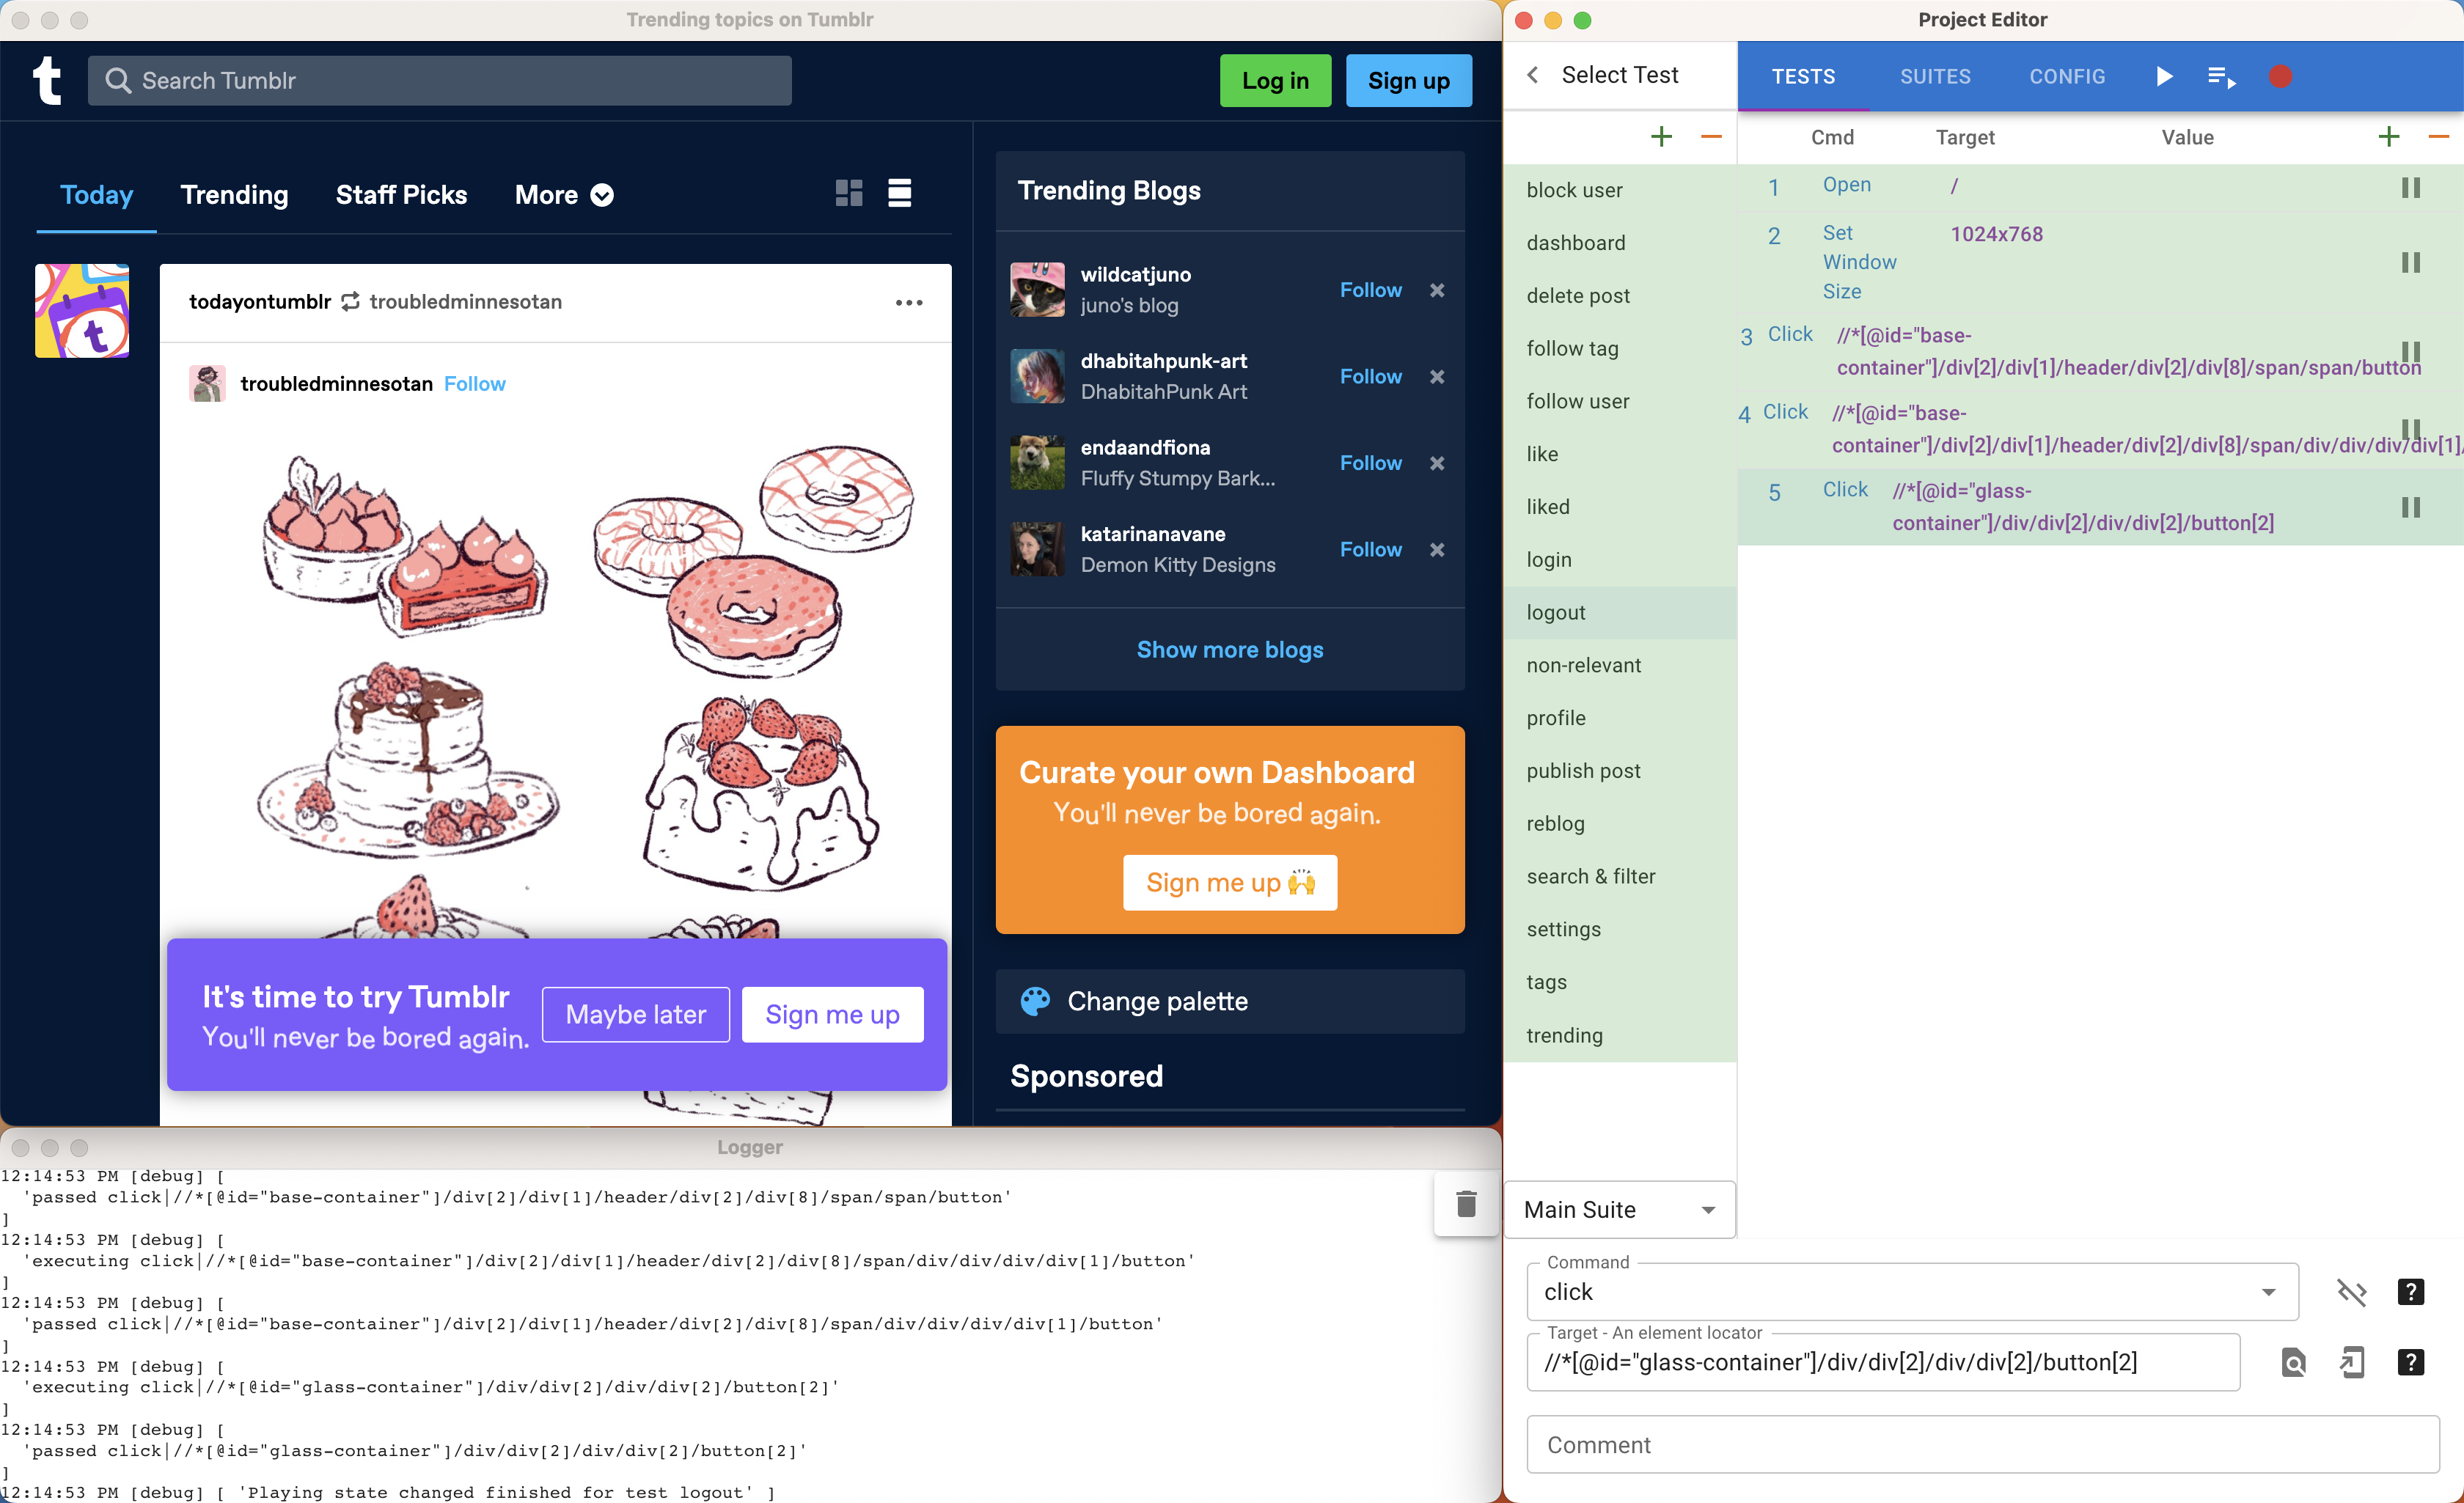 Trending topics on Tumblr
t
Search Tumblr
Log in
Sign up
Today
Trending
Staff Picks
More
todayontumblr troubledminnesotan
troubledminnesotan Follow
It's time to try Tumblr
You'll never be bored again.
Maybe later
Sign me up
Trending Blogs
wildcatjuno
juno's blog
Follow
dhabitahpunk-art
DhabitahPunk Art
Follow
endaandfiona
Fluffy Stumpy Bark...
Follow
katarinanavane
Demon Kitty Designs
Follow
Show more blogs
Curate your own Dashboard
You'll never be bored again.
Sign me up 🙌
Change palette
Sponsored
Logger
12:14:53 PM [debug] [
'passed click|//*[@id="base-container"]/div[2]/div[1]/header/div[2]/div[8]/span/span/button'
]
12:14:53 PM [debug] [
'executing click|//*[@id="base-container"]/div[2]/div[1]/header/div[2]/div[8]/span/div/div/div/div[1]/button'
]
12:14:53 PM [debug] [
'passed click|//*[@id="base-container"]/div[2]/div[1]/header/div[2]/div[8]/span/div/div/div/div[1]/button'
]
12:14:53 PM [debug] [
'executing click|//*[@id="glass-container"]/div/div[2]/div/div[2]/button[2]'
]
12:14:53 PM [debug] [
'passed click|//*[@id="glass-container"]/div/div[2]/div/div[2]/button[2]'
]
12:14:53 PM [debug] [ 'Playing state changed finished for test logout' ]
Project Editor
Select Test
TESTS
SUITES
CONFIG
block user
dashboard
delete post
follow tag
follow user
like
liked
login
logout
non-relevant
profile
publish post
reblog
search & filter
settings
tags
trending
Main Suite
Cmd Target Value
1 Open /
2 Set Window Size 1024x768
3 Click //*[@id="base-
container"]/div[2]/div[1]/header/div[2]/div[8]/span/span/button
4 Click //*[@id="base-
container"]/div[2]/div[1]/header/div[2]/div[8]/span/div/div/div/div[1]/
5 Click //*[@id="glass-
container"]/div/div[2]/div/div[2]/button[2]
Command
click
Target - An element locator
//*[@id="glass-container"]/div/div[2]/div/div[2]/button[2]
Comment